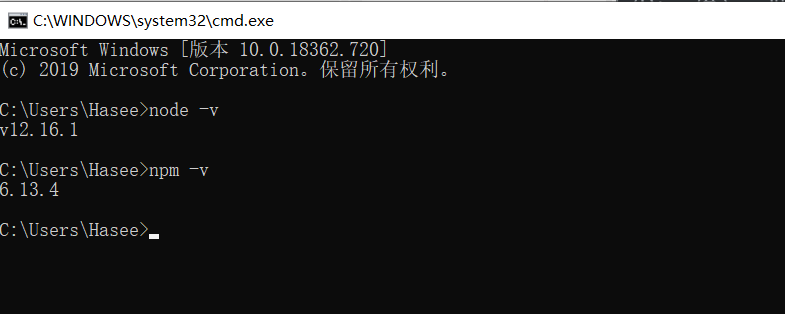 C:\WINDOWS\system32\cmd.exe
Microsoft Windows [版本 10.0.18362.720]
(c) 2019 Microsoft Corporation。保留所有权利。
C:\Users\Hasee>node -v
v12.16.1
C:\Users\Hasee>npm -v
6.13.4
C:\Users\Hasee>